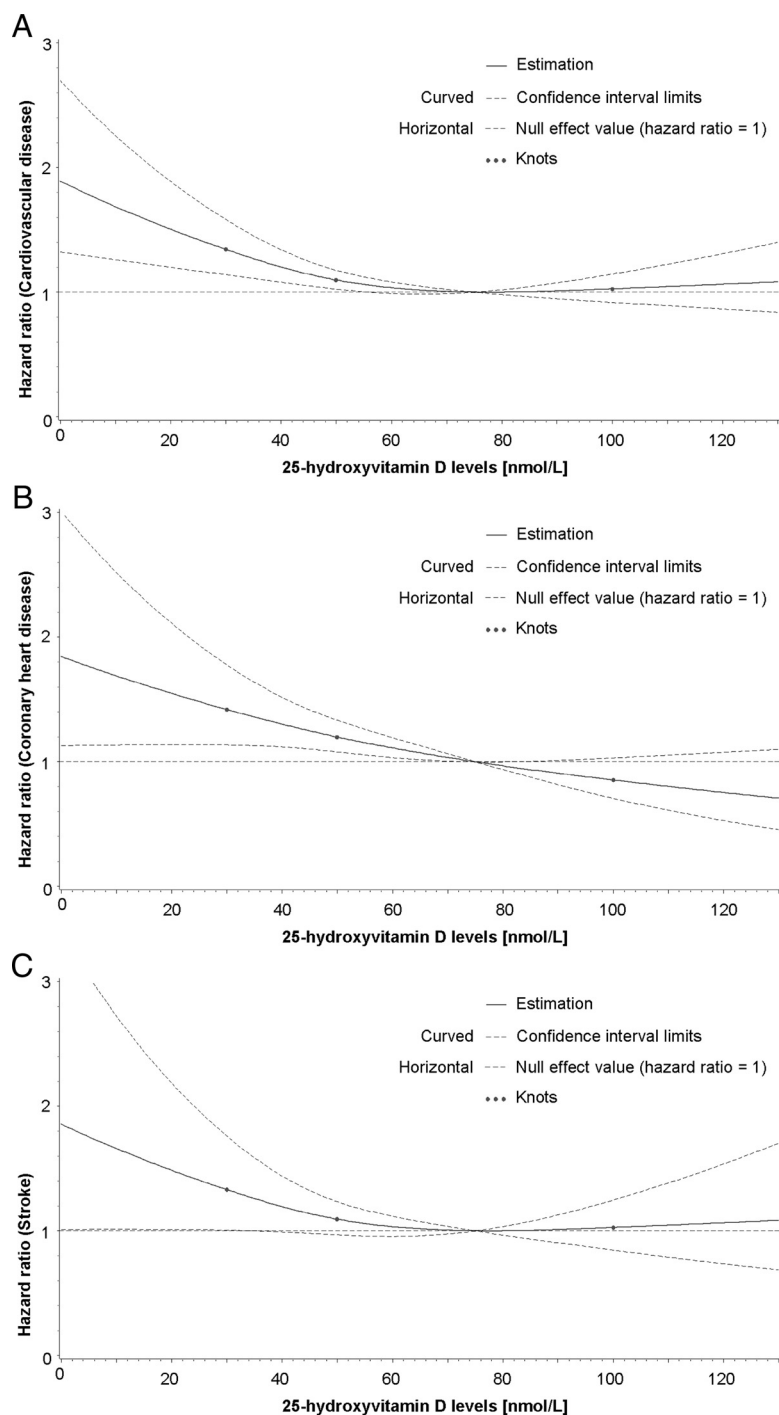 A
3
2
1
0
Hazard ratio (Cardiovascular disease)
Estimation
Curved Confidence interval limits
Horizontal Null effect value (hazard ratio = 1)
Knots
0 20 40 60 80 100 120
25-hydroxyvitamin D levels [nmol/L]
B
3
2
1
0
Hazard ratio (Coronary heart disease)
Estimation
Curved Confidence interval limits
Horizontal Null effect value (hazard ratio = 1)
Knots
0 20 40 60 80 100 120
25-hydroxyvitamin D levels [nmol/L]
C
3
2
1
0
Hazard ratio (Stroke)
Estimation
Curved Confidence interval limits
Horizontal Null effect value (hazard ratio = 1)
Knots
0 20 40 60 80 100 120
25-hydroxyvitamin D levels [nmol/L]